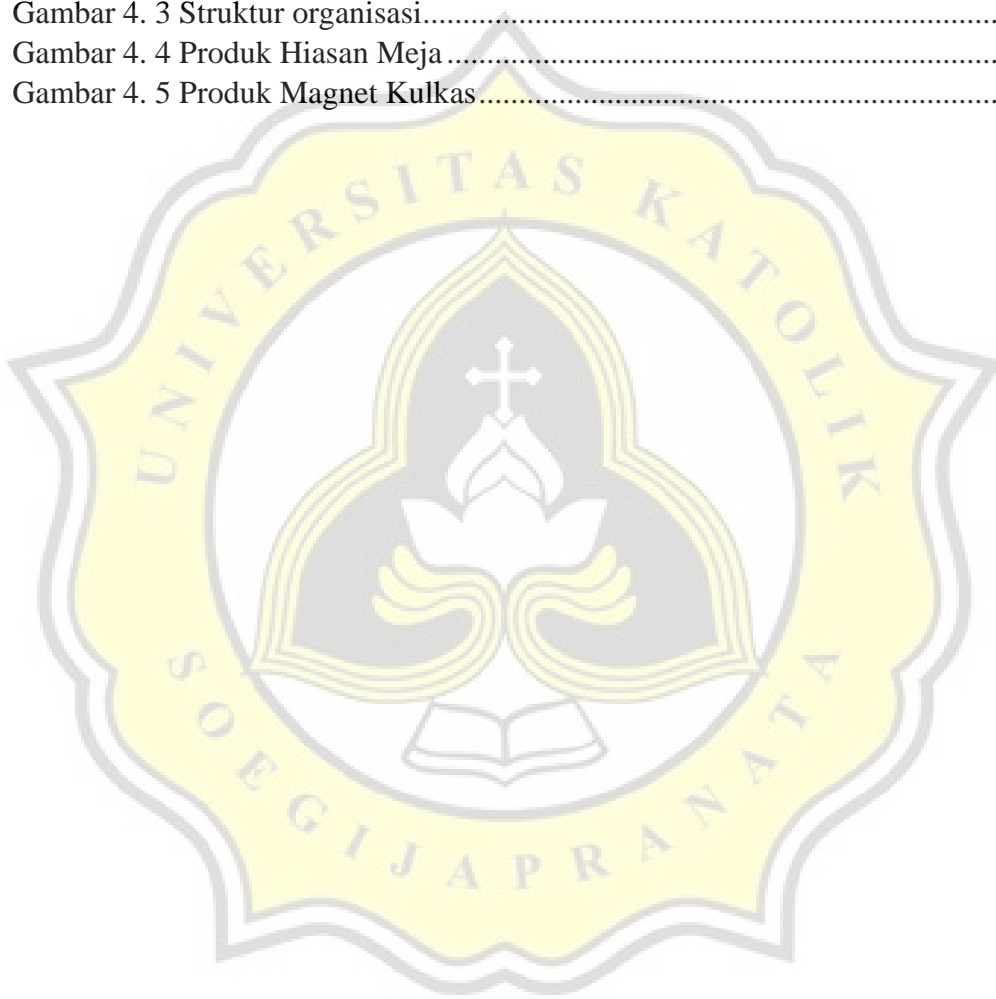 Gambar 4. 3 Struktur organisasi........................................................................
Gambar 4. 4 Produk Hiasan Meja.....................................................................
Gambar 4. 5 Produk Magnet Kulkas.................................................................
UNIVERSITAS KATOLIK
SOEGIJAPRANATA